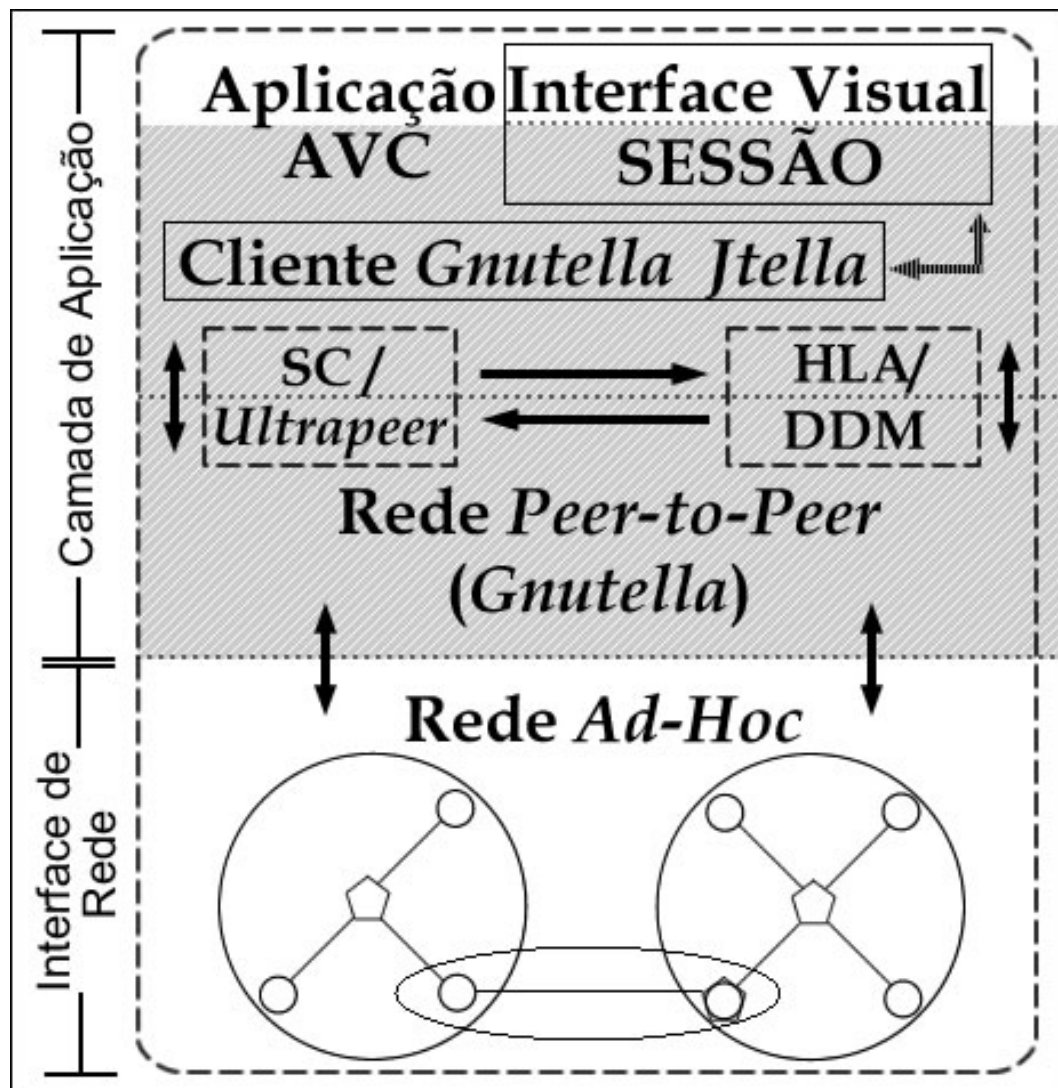 Camada de Aplicação
Aplicação
AVC
Interface Visual
SESSÃO
Cliente Gnutella Jtella
SC/
Ultrapeer
HLA/
DDM
Rede Peer-to-Peer
(Gnutella)
Interface de
Rede
Rede Ad-Hoc